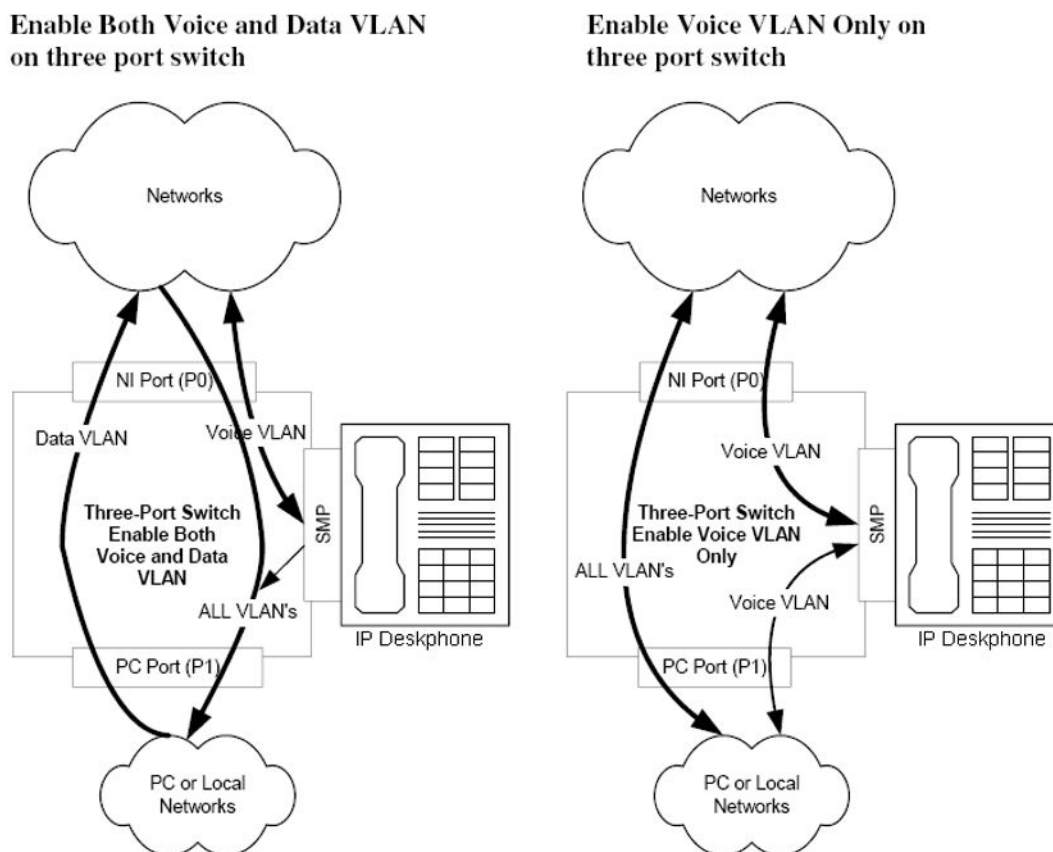 Enable Both Voice and Data VLAN
on three port switch
Networks
NI Port (P0)
Data VLAN
Voice VLAN
SMP
Three-Port Switch
Enable Both
Voice and Data
VLAN
ALL VLAN's
IP Deskphone
PC Port (P1)
PC or Local
Networks
Enable Voice VLAN Only on
three port switch
Networks
NI Port (P0)
Voice VLAN
SMP
Three-Port Switch
Enable Voice VLAN
Only
ALL VLAN's
Voice VLAN
IP Deskphone
PC Port (P1)
PC or Local
Networks